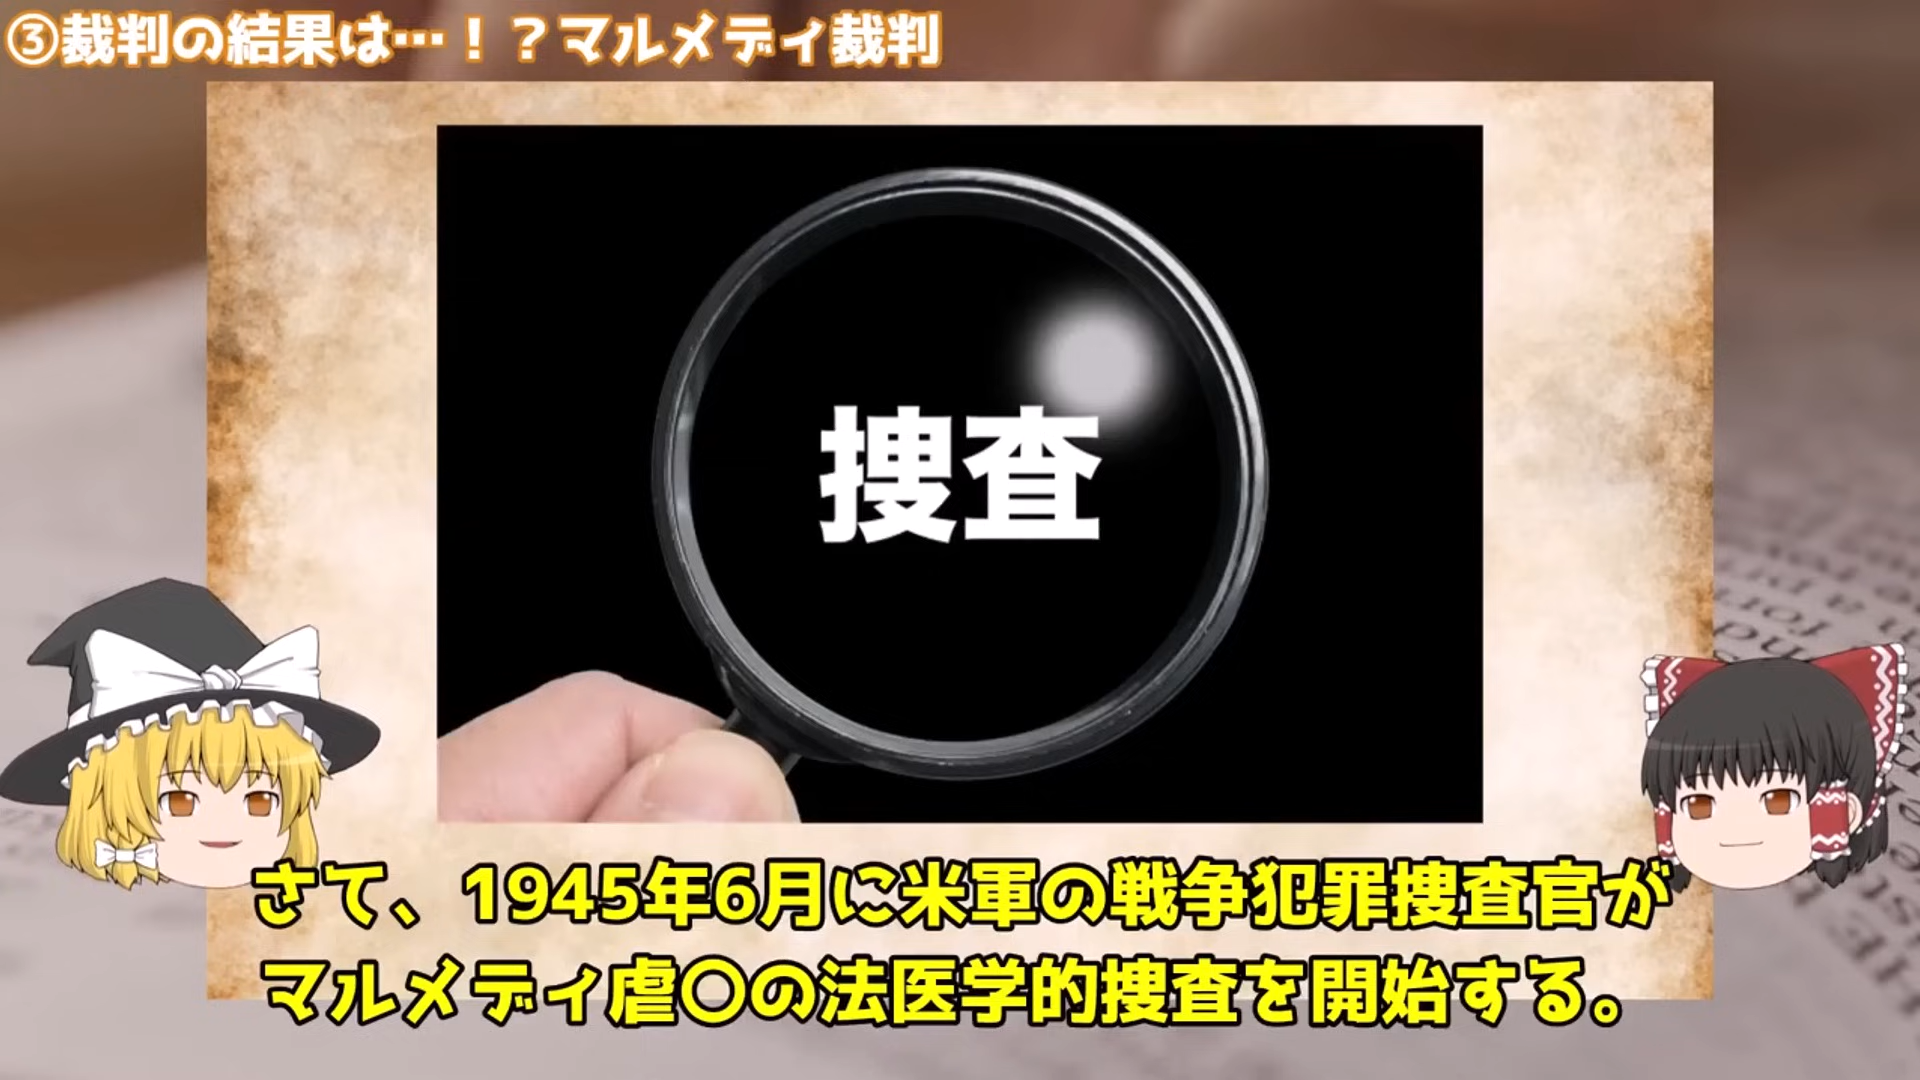 ③裁判の結果は…！？マルメディ裁判
捜査
さて、1945年6月に米軍の戦争犯罪捜査官が
マルメディ虐〇の法医学的捜査を開始する。